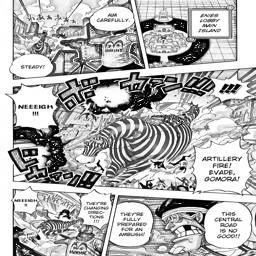 AIM
CAREFULLY.
STEADY!
ENIES
LOBBY
MAIN
ISLAND
NEEEIGH
!!!
!!!
ARTILLERY
FIRE!
EVADE,
GOMORA!
NEEEIGH!
!!!
THEY'RE
CHANGING
DIREC-
TIONS
!!!
THEY'RE
FULLY
PREPARED
FOR AN
AMBUSH!
THIS
CENTRAL
ROAD
IS NO
GOOD!!